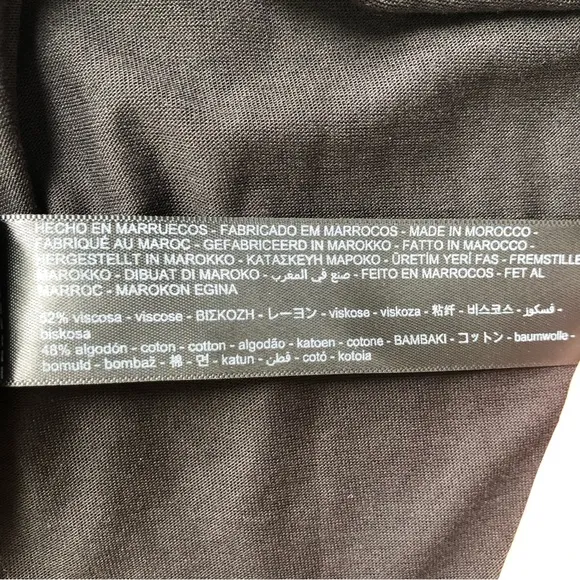 HECHO EN MARRUECOS - FABRICADO EM MARROCOS - MADE IN MOROCCO -
FABRIQUÉ AU MAROC - GEFABRICEERD IN MAROKKO - FATTO IN MAROCCO -
HERGESTELLT IN MAROKKO - ΚΑΤΑΣΚΕΥΗ ΜΑΡΟΚΟ - ÜRETİM YERİ FAS - FREMSTILLET
MAROKKO - DIBUAT DI MAROKO - صنع في المغرب - FEITO EN MARROCOS - FET AL
MARROC - MAROKON EGINA
52% viscosa - viscose - ΒΙΣΚΟΖΗ - レーヨン - viskose - viskoza - 粘纤 - 비스코스 - فسكوز -
biskosa
48% algodón - coton - cotton - algodão - katoen - cotone - ΒΑΜΒΑΚΙ - コットン - baumwolle -
bomuld - bombaž - 棉 - 면 - katun - قطن - cotó - kotoia